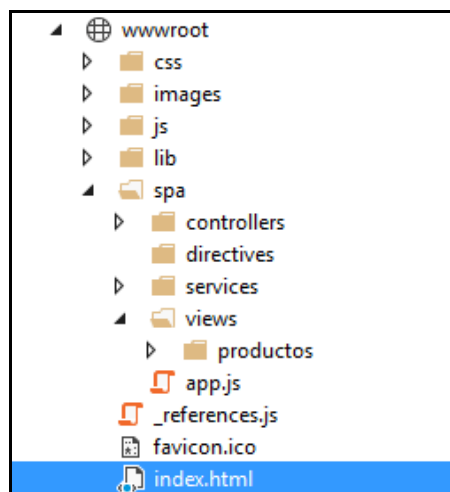 wwwroot
css
images
js
lib
spa
controllers
directives
services
views
productos
app.js
_references.js
favicon.ico
index.html